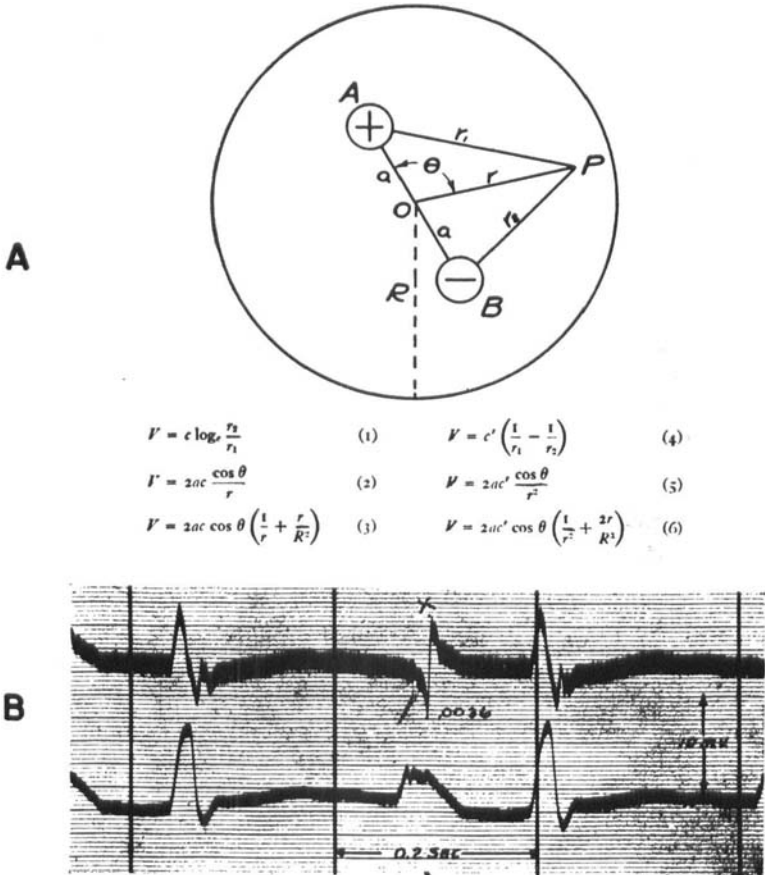 A
A
+
r₁
P
θ
a
r
O
a
r₂
R
−
B
V = c logₑ r₂/r₁ (1)
V = c′ (1/r₁ − 1/r₂) (4)
V = 2ac cos θ/r (2)
V = 2ac′ cos θ/r² (5)
V = 2ac cos θ (1/r + r/R²) (3)
V = 2ac′ cos θ (1/r² + 2r/R³) (6)
B
X
.0036
10 mv
0.2 sec